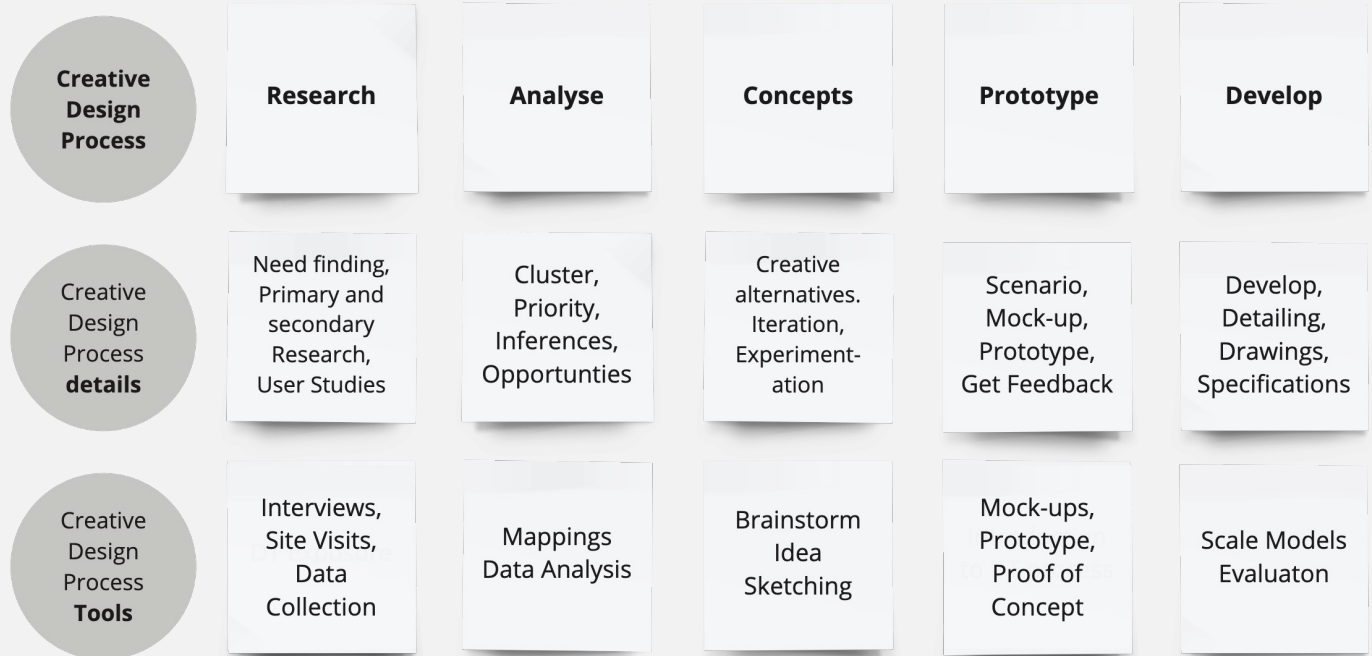 Creative
Design
Process
Research
Analyse
Concepts
Prototype
Develop
Creative
Design
Process
details
Need finding,
Primary and
secondary
Research,
User Studies
Cluster,
Priority,
Inferences,
Opportunties
Creative
alternatives.
Iteration,
Experiment-
ation
Scenario,
Mock-up,
Prototype,
Get Feedback
Develop,
Detailing,
Drawings,
Specifications
Creative
Design
Process
Tools
Interviews,
Site Visits,
Data
Collection
Mappings
Data Analysis
Brainstorm
Idea
Sketching
Mock-ups,
Prototype,
Proof of
Concept
Scale Models
Evaluaton